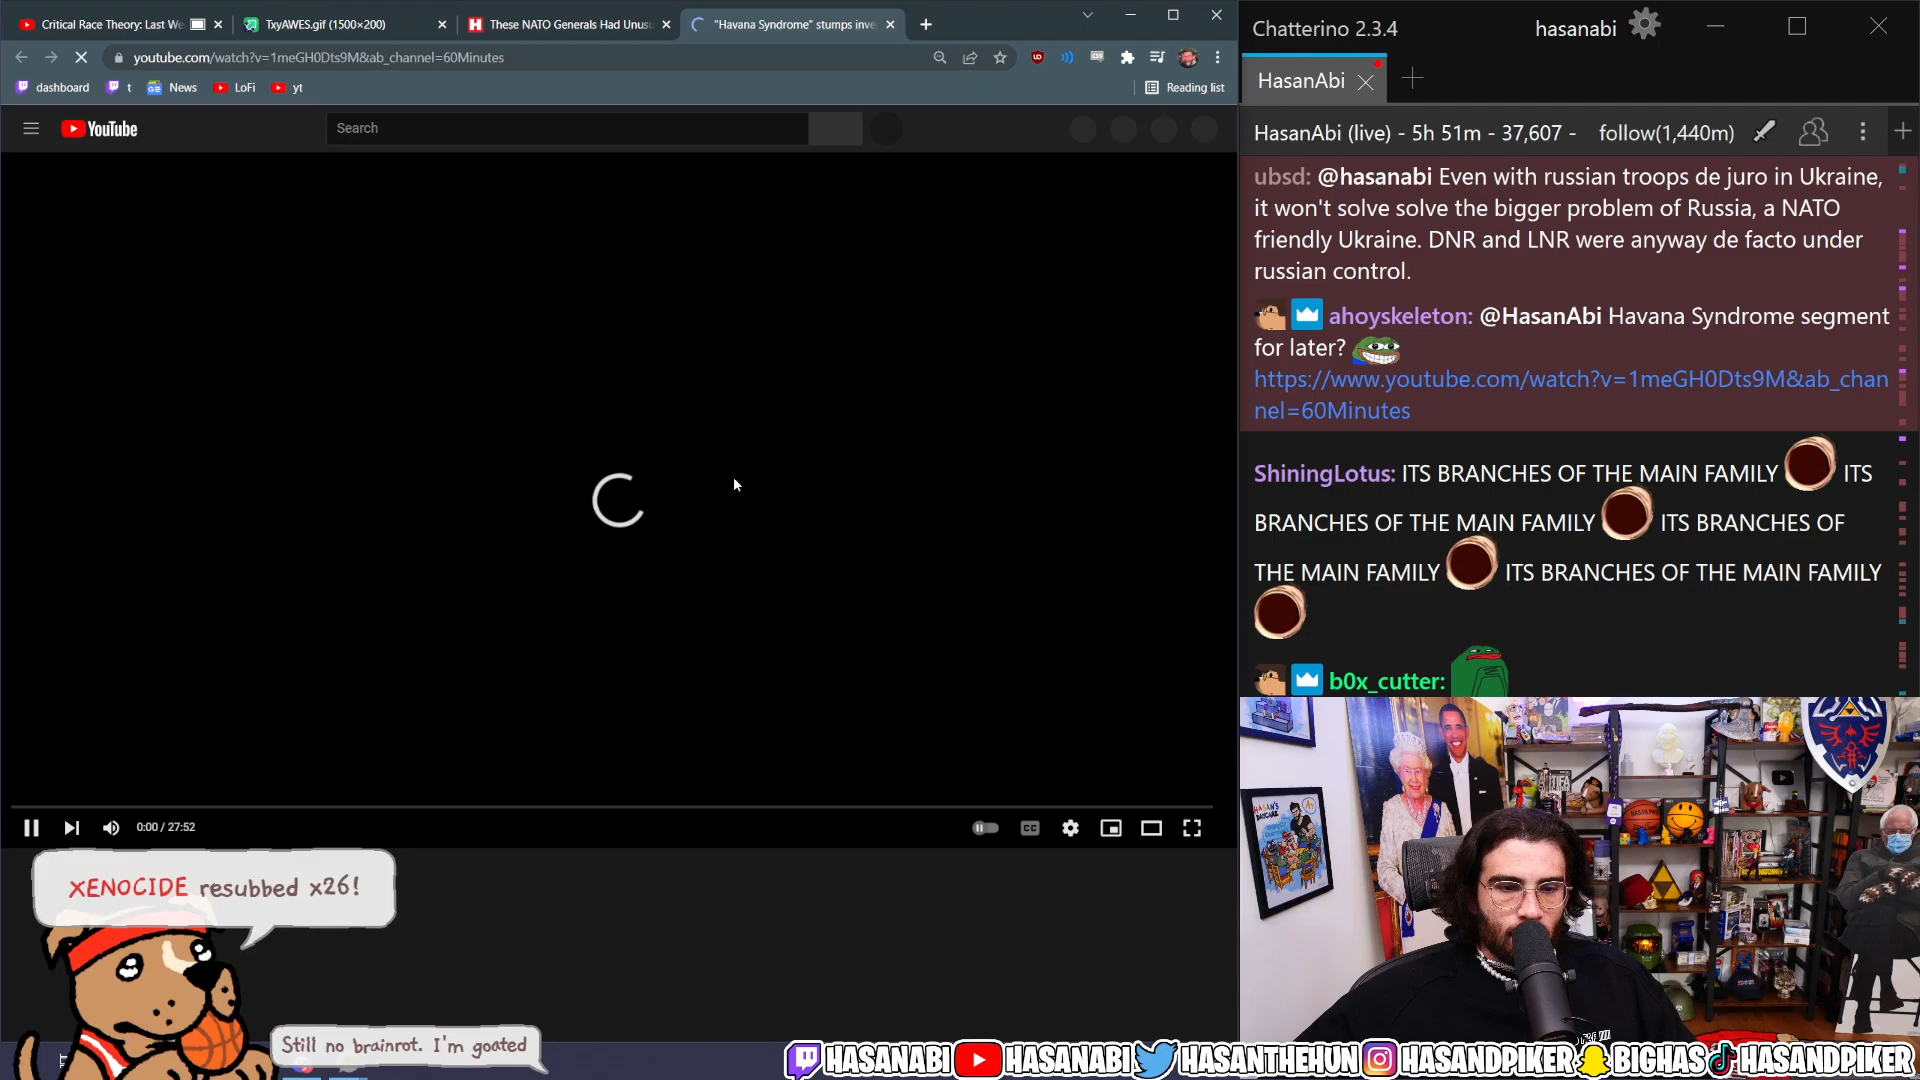 Critical Race Theory: Last We
TxyAWES.gif (1500×200)
These NATO Generals Had Unusu
"Havana Syndrome" stumps inve
youtube.com/watch?v=1meGH0Dts9M&ab_channel=60Minutes
dashboard
t
News
LoFi
yt
Reading list
YouTube
Search
0:00 / 27:52
CC
XENOCIDE resubbed x26!
Still no brainrot. I'm goated
Chatterino 2.3.4
hasanabi
HasanAbi
HasanAbi (live) - 5h 51m - 37,607 -
follow(1,440m)
ubsd: @hasanabi Even with russian troops de juro in Ukraine,
it won't solve solve the bigger problem of Russia, a NATO
friendly Ukraine. DNR and LNR were anyway de facto under
russian control.
ahoyskeleton: @HasanAbi Havana Syndrome segment
for later?
https://www.youtube.com/watch?v=1meGH0Dts9M&ab_chan
nel=60Minutes
ShiningLotus: ITS BRANCHES OF THE MAIN FAMILY ITS
BRANCHES OF THE MAIN FAMILY ITS BRANCHES OF
THE MAIN FAMILY ITS BRANCHES OF THE MAIN FAMILY
b0x_cutter:
HASAN'S
DAYCARE
A+
HASANABI
HASANABI
HASANTHEHUN
HASANDPIKER
BIGHAS
HASANDPIKER